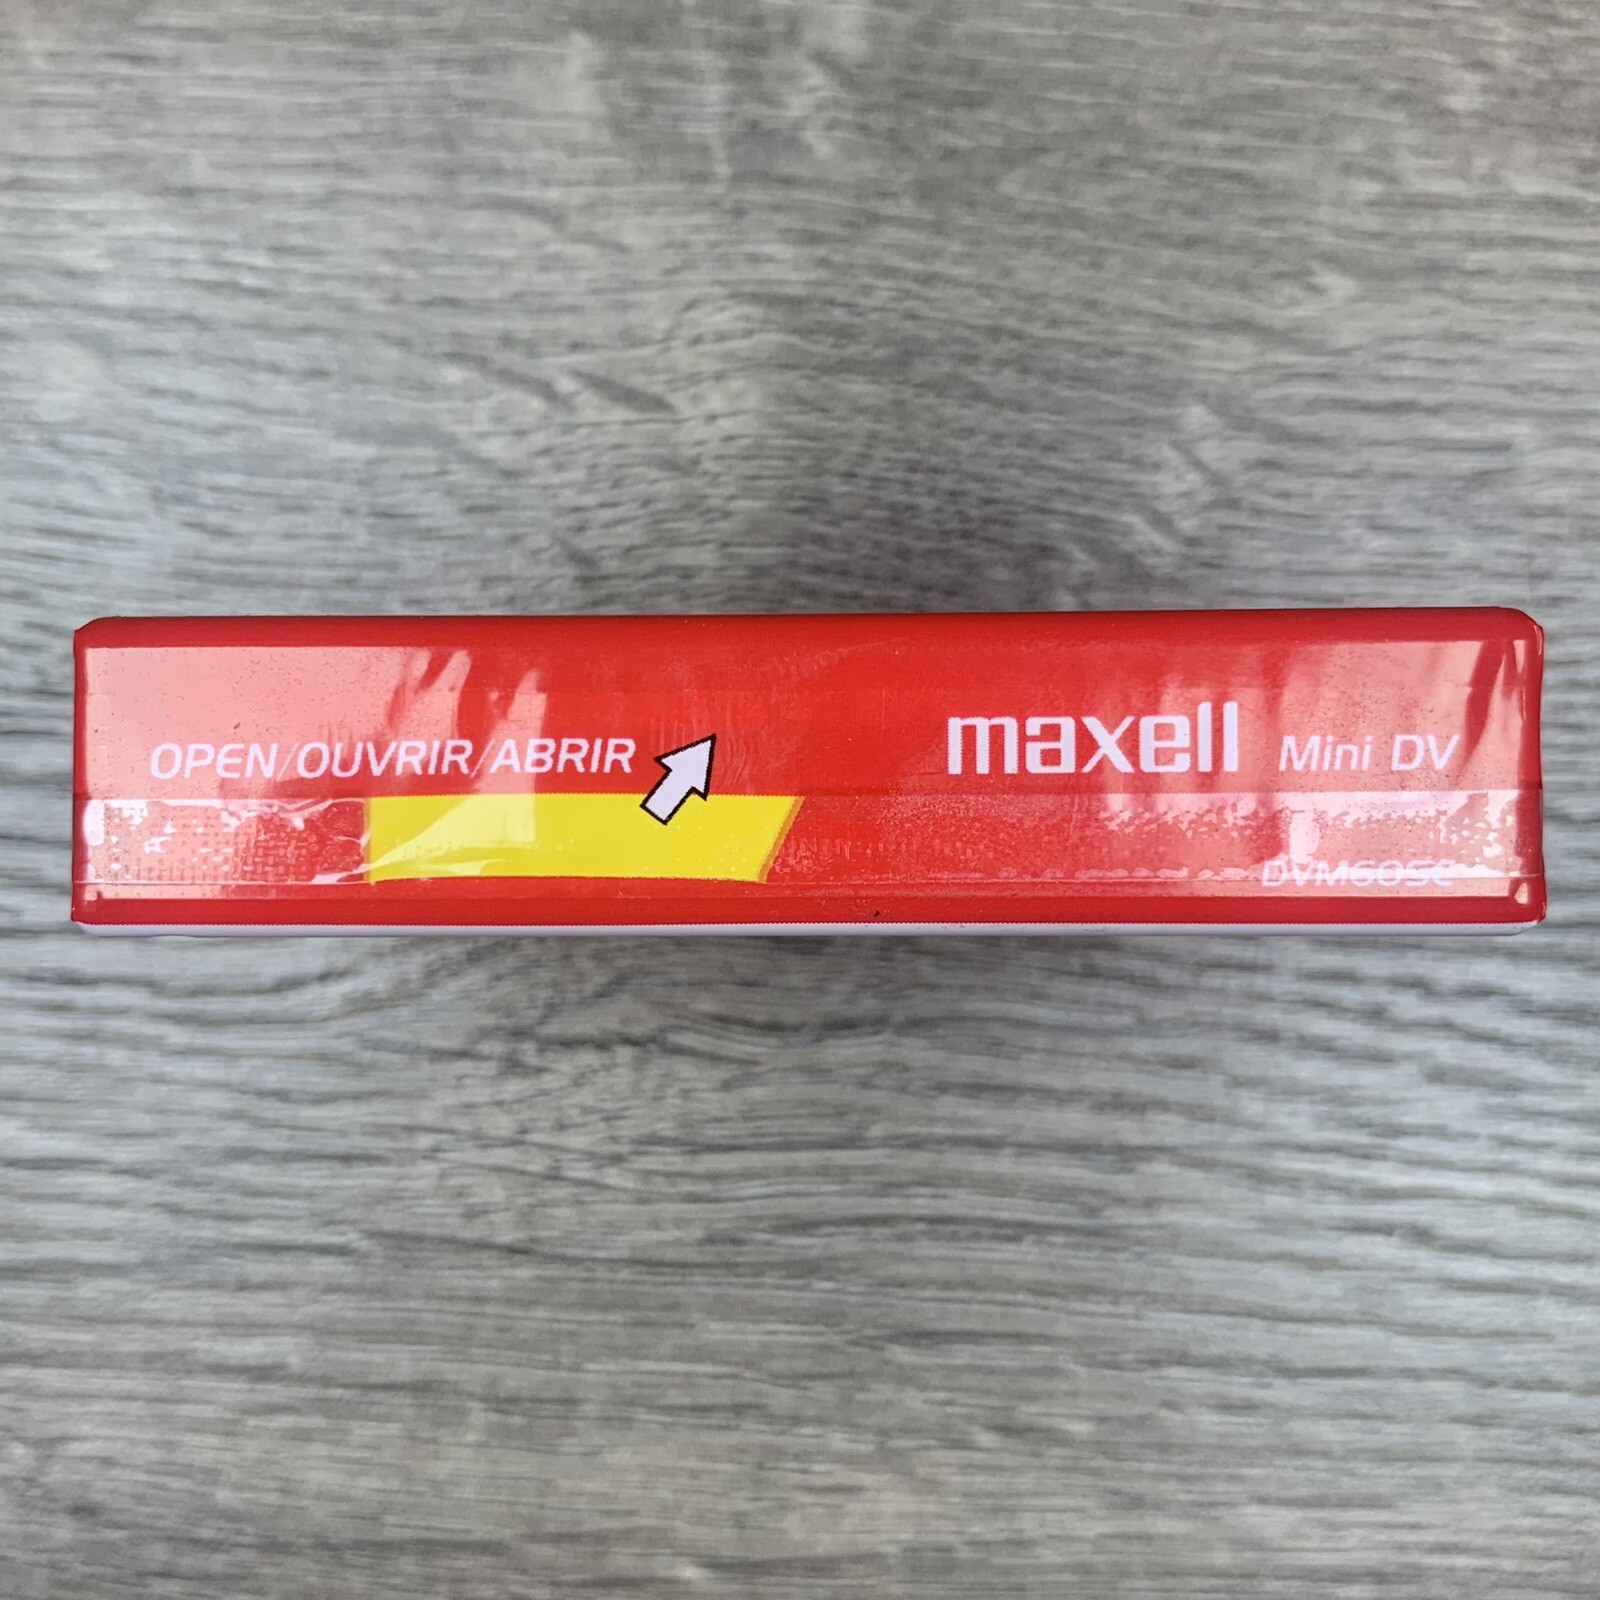 OPEN/OUVRIR/ABRIR
maxell Mini DV
DVM60SE